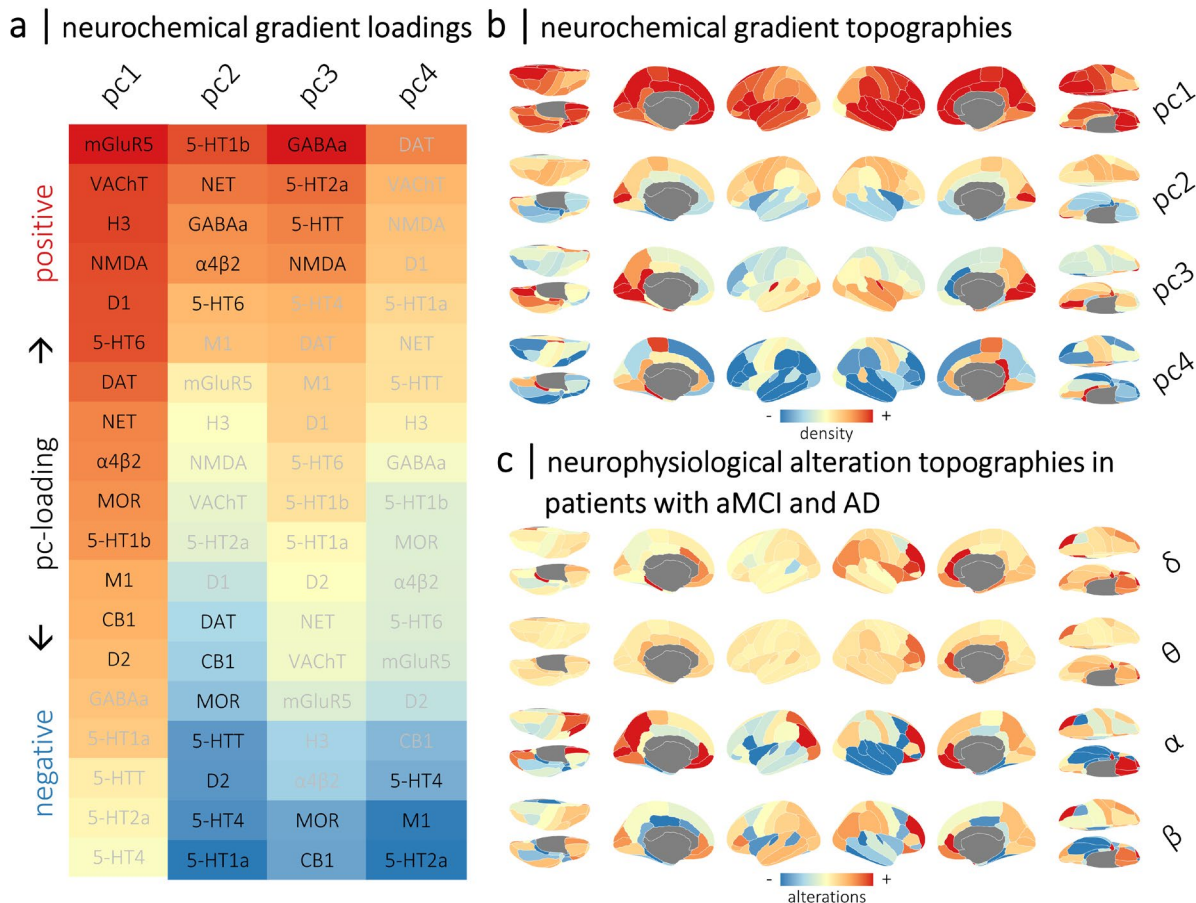 a | neurochemical gradient loadings
pc1 pc2 pc3 pc4
mGluR5 5-HT1b GABAa DAT
VAChT NET 5-HT2a VAChT
H3 GABAa 5-HTT NMDA
NMDA α4β2 NMDA D1
D1 5-HT6 5-HT4 5-HT1a
5-HT6 M1 DAT NET
DAT mGluR5 M1 5-HTT
NET H3 D1 H3
α4β2 NMDA 5-HT6 GABAa
MOR VAChT 5-HT1b 5-HT1b
5-HT1b 5-HT2a 5-HT1a MOR
M1 D1 D2 α4β2
CB1 DAT NET 5-HT6
D2 CB1 VAChT mGluR5
GABAa MOR mGluR5 D2
5-HT1a 5-HTT H3 CB1
5-HTT D2 α4β2 5-HT4
5-HT2a 5-HT4 MOR M1
5-HT4 5-HT1a CB1 5-HT2a
positive
→
pc-loading
←
negative
b | neurochemical gradient topographies
pc1
pc2
pc3
pc4
- +
density
c | neurophysiological alteration topographies in
patients with aMCI and AD
δ
θ
α
β
- +
alterations